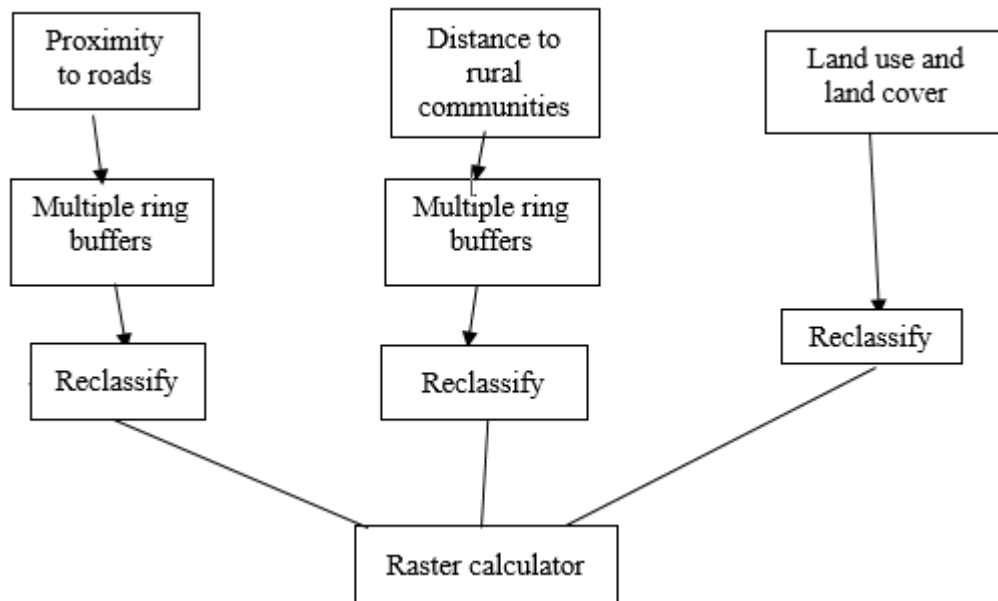 Proximity
to roads
Distance to
rural
communities
Land use and
land cover
Multiple ring
buffers
Multiple ring
buffers
Reclassify
Reclassify
Reclassify
Raster calculator